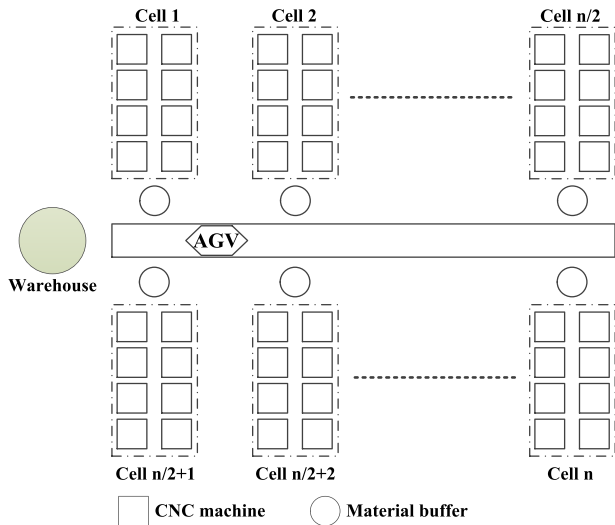 Cell 1 Cell 2 Cell n/2
AGV
Warehouse
Cell n/2+1 Cell n/2+2 Cell n
CNC machine Material buffer